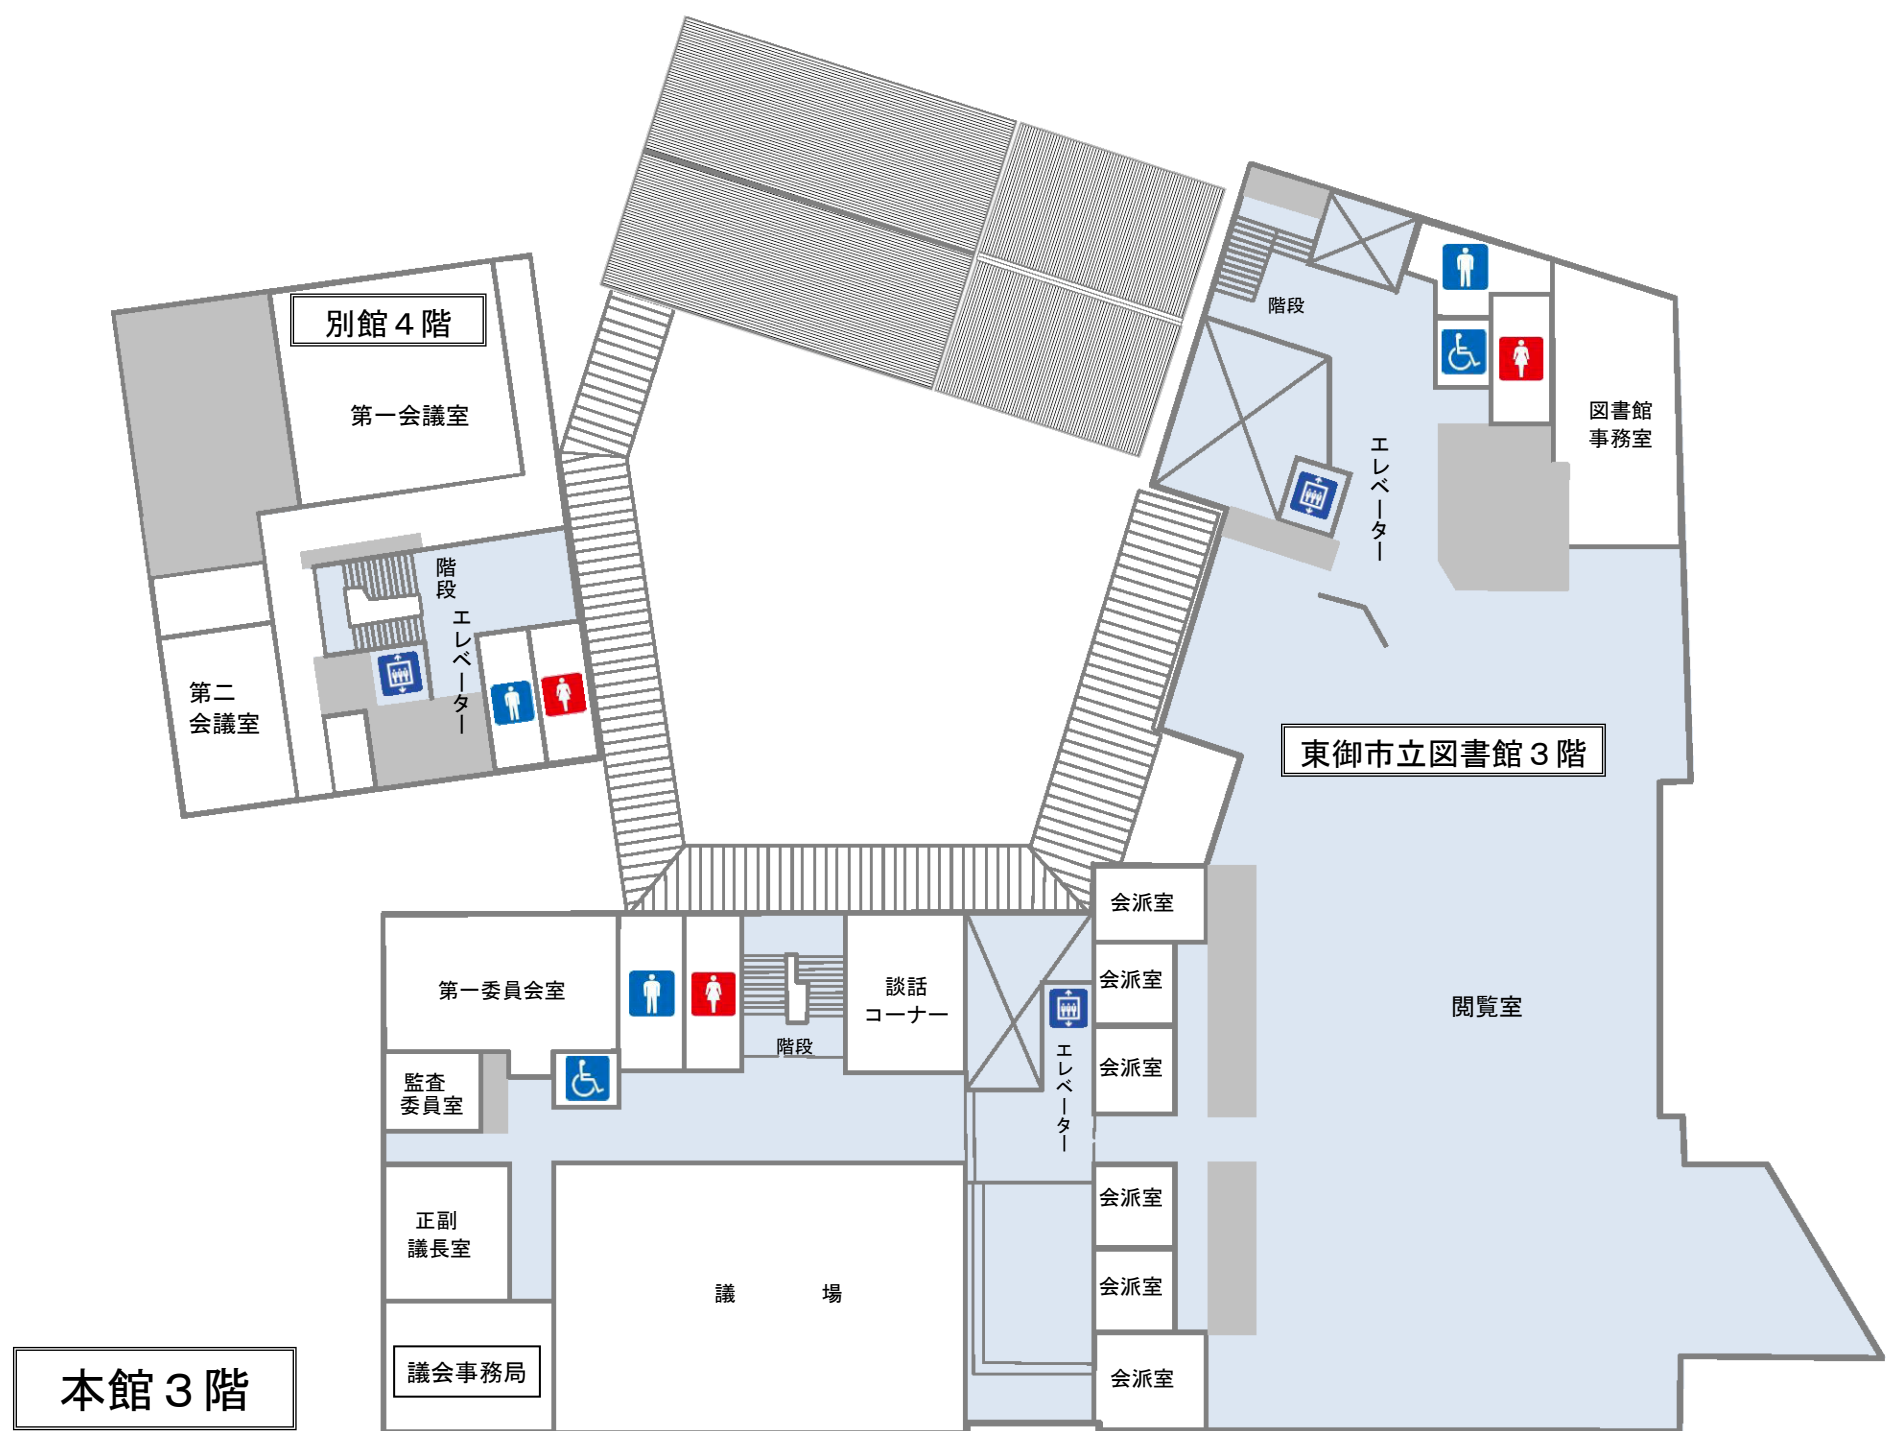 別館４階
第一会議室
階段
エレベーター
第二
会議室
階段
エレベーター
図書館
事務室
東御市立図書館３階
閲覧室
会派室
会派室
会派室
会派室
会派室
会派室
第一委員会室
階段
談話
コーナー
エレベーター
監査
委員室
正副
議長室
議場
議会事務局
本館３階